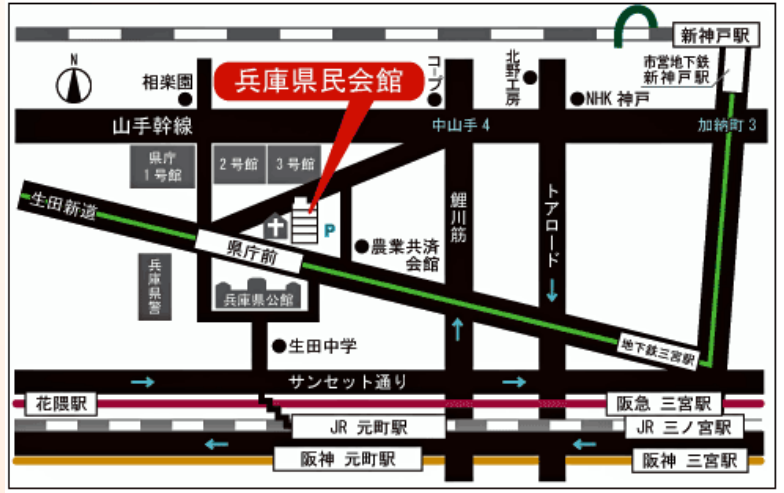 新神戸駅
N
市営地下鉄
新神戸駅
相楽園
兵庫県民会館
コープ
北野工房
NHK 神戸
山手幹線
中山手4
加納町3
県庁
1号館
2号館
3号館
生田新道
P
鯉川筋
トアロード
県庁前
農業共済
会館
兵庫県警
兵庫県公館
生田中学
地下鉄三宮駅
サンセット通り
花隈駅
阪急 三宮駅
JR 元町駅
JR 三ノ宮駅
阪神 元町駅
阪神 三宮駅